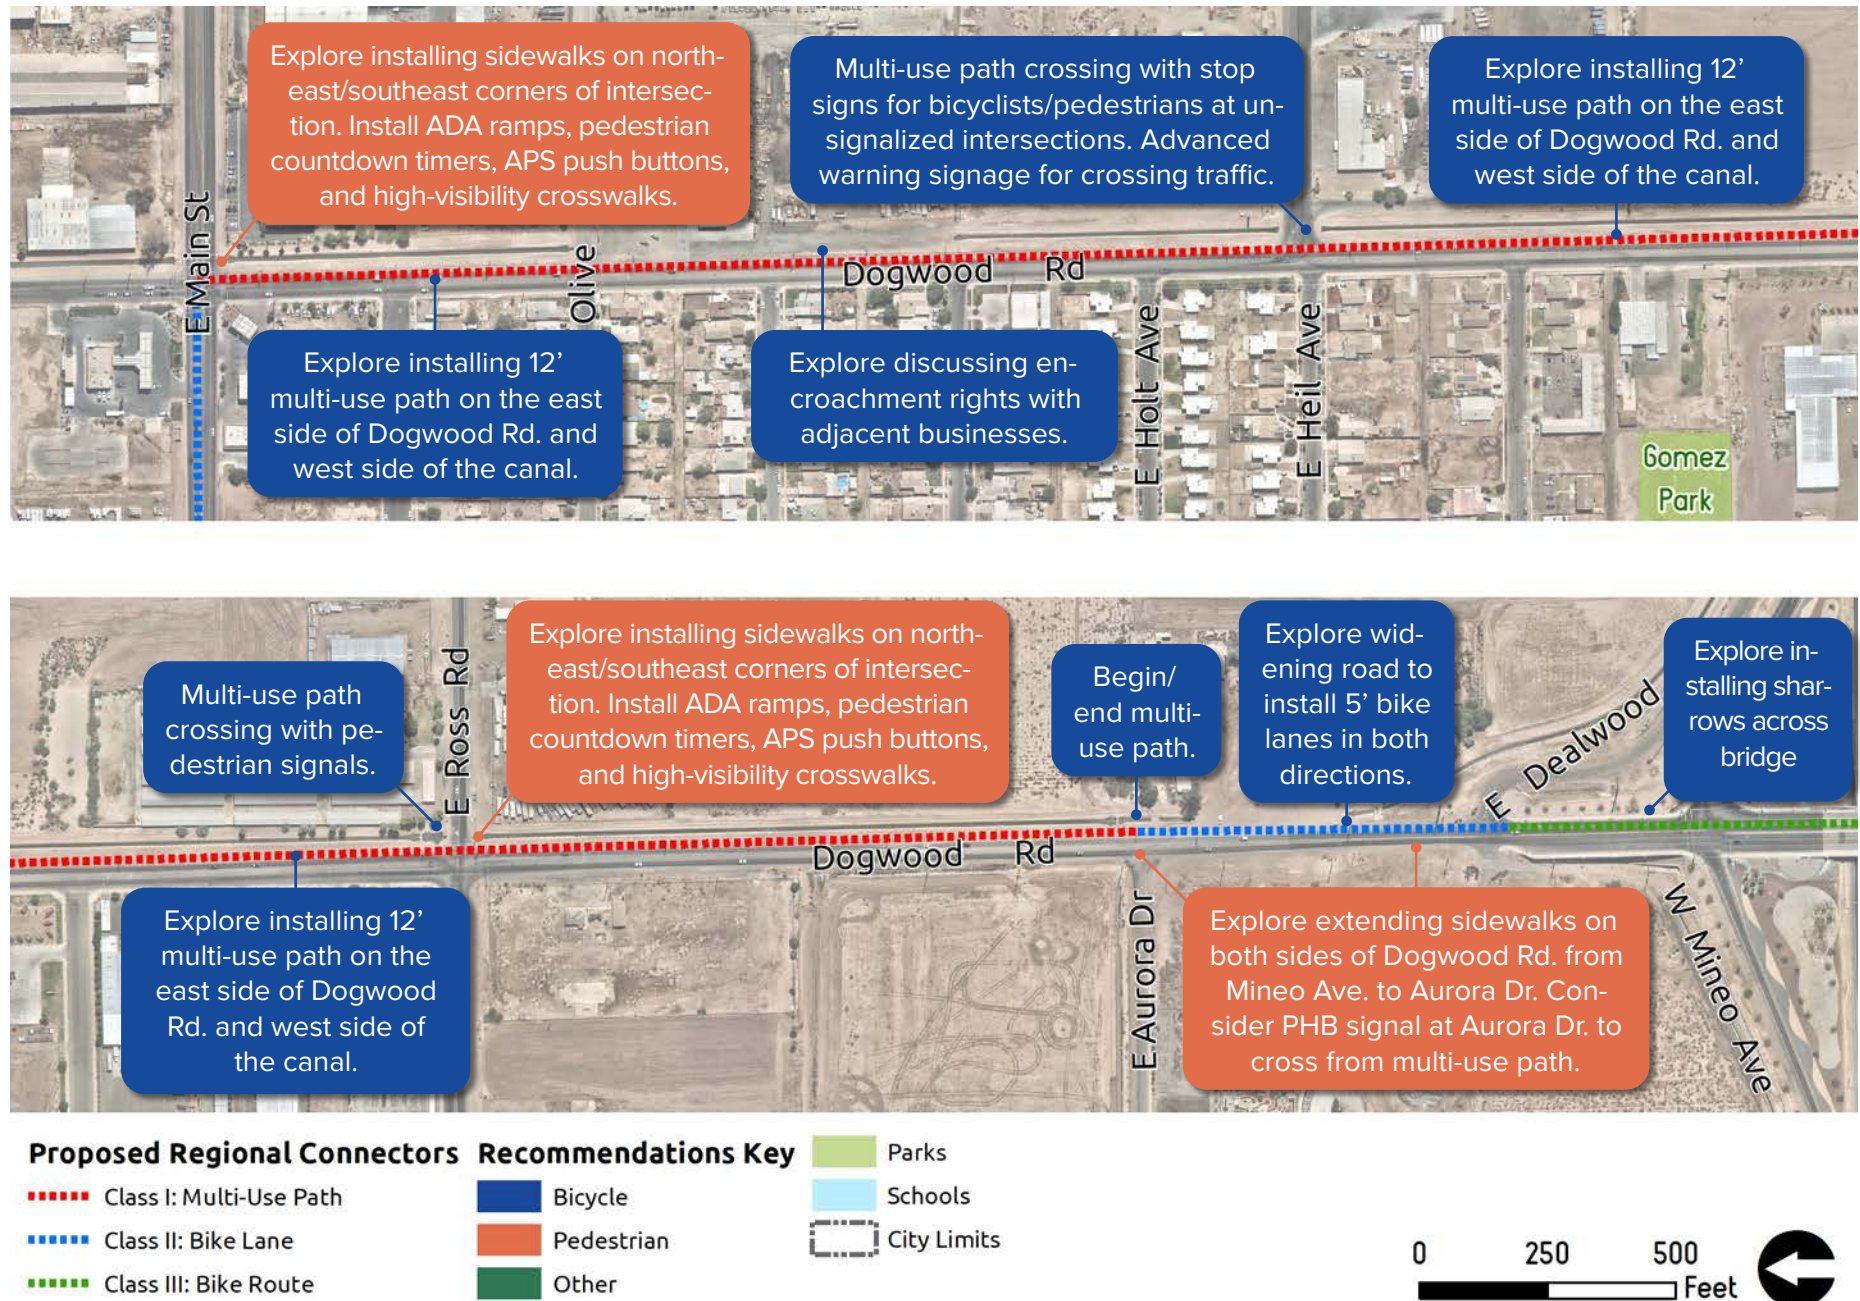 Explore installing sidewalks on north-
east/southeast corners of intersec-
tion. Install ADA ramps, pedestrian
countdown timers, APS push buttons,
and high-visibility crosswalks.
Multi-use path crossing with stop
signs for bicyclists/pedestrians at un-
signalized intersections. Advanced
warning signage for crossing traffic.
Explore installing 12’
multi-use path on the east
side of Dogwood Rd. and
west side of the canal.
E Main St
Olive
Dogwood Rd
E Holt Ave
E Heil Ave
Explore installing 12’
multi-use path on the east
side of Dogwood Rd. and
west side of the canal.
Explore discussing en-
croachment rights with
adjacent businesses.
Gomez
Park
Multi-use path
crossing with pe-
destrian signals.
E Ross Rd
Explore installing sidewalks on north-
east/southeast corners of intersec-
tion. Install ADA ramps, pedestrian
countdown timers, APS push buttons,
and high-visibility crosswalks.
Begin/
end multi-
use path.
Explore wid-
ening road to
install 5’ bike
lanes in both
directions.
E Dealwood
Explore in-
stalling shar-
rows across
bridge
Dogwood Rd
Explore installing 12’
multi-use path on the
east side of Dogwood
Rd. and west side of
the canal.
E Aurora Dr
Explore extending sidewalks on
both sides of Dogwood Rd. from
Mineo Ave. to Aurora Dr. Con-
sider PHB signal at Aurora Dr. to
cross from multi-use path.
W Mineo Ave
Proposed Regional Connectors
Class I: Multi-Use Path
Class II: Bike Lane
Class III: Bike Route
Recommendations Key
Bicycle
Pedestrian
Other
Parks
Schools
City Limits
0 250 500
Feet